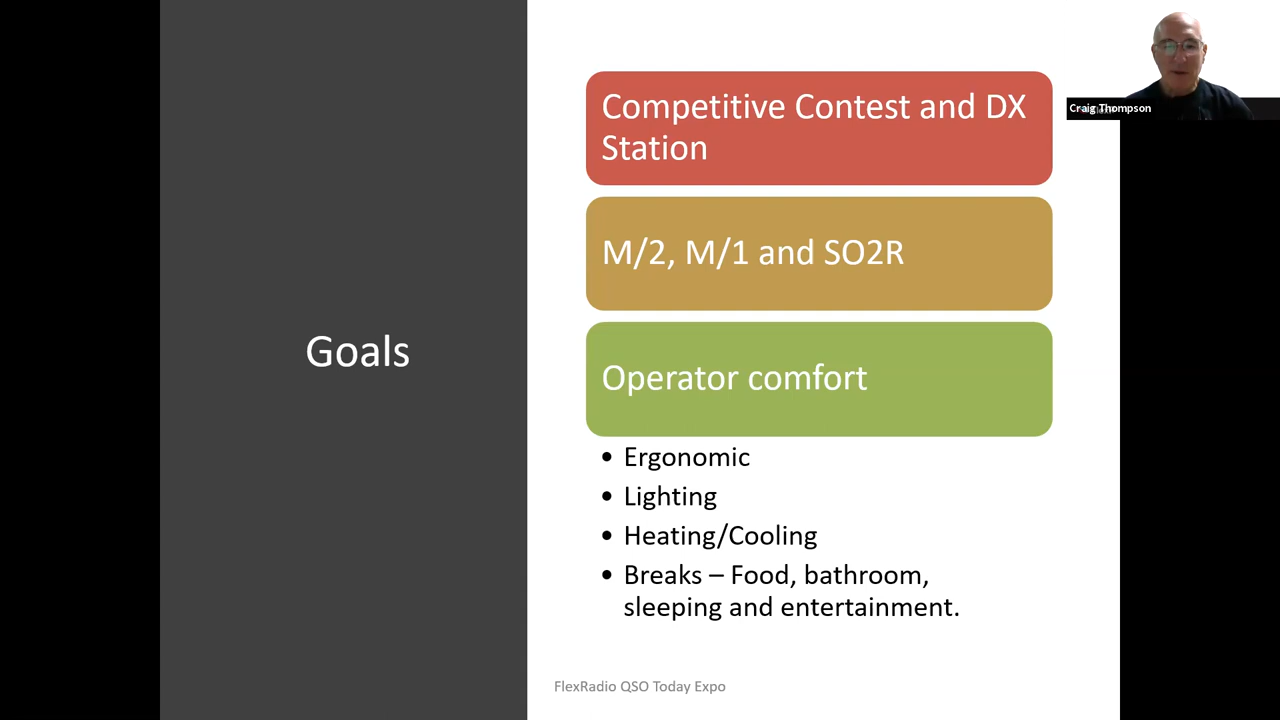 Goals
Competitive Contest and DX
Station
M/2, M/1 and SO2R
Operator comfort
• Ergonomic
• Lighting
• Heating/Cooling
• Breaks – Food, bathroom,
sleeping and entertainment.
FlexRadio QSO Today Expo
Craig Thompson